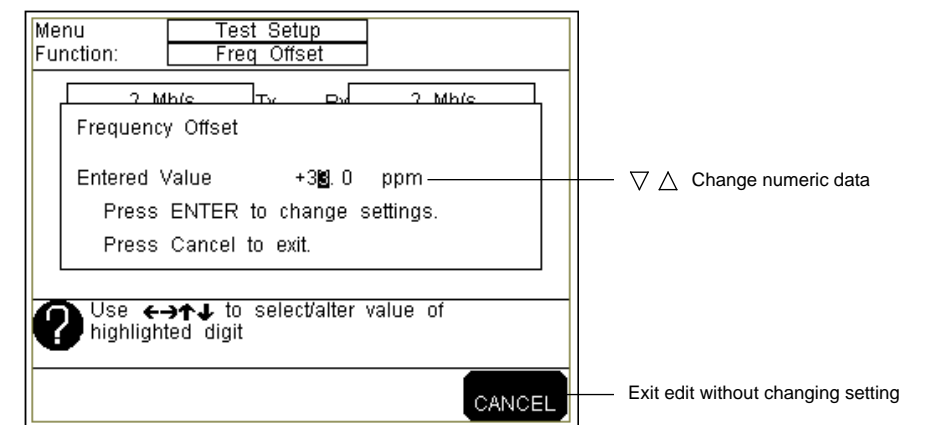 Menu Test Setup
Function: Freq Offset
2 Mb/s Tx Rx 2 Mb/s
Frequency Offset
Entered Value +33.0 ppm
▽ △ Change numeric data
Press ENTER to change settings.
Press Cancel to exit.
? Use ←→↑↓ to select/alter value of
highlighted digit
CANCEL
Exit edit without changing setting